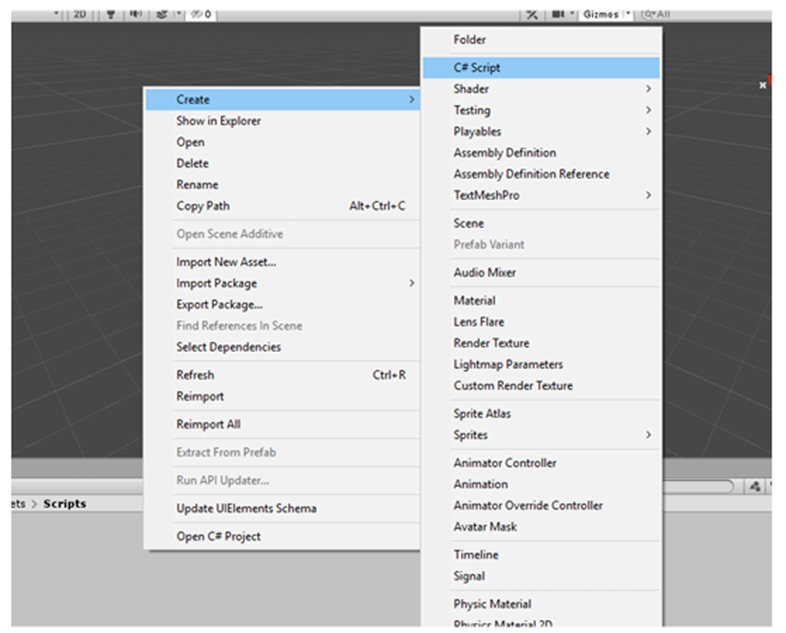 2D
0
Gizmos
All
Create
Show in Explorer
Open
Delete
Rename
Copy Path Alt+Ctrl+C
Open Scene Additive
Import New Asset...
Import Package
Export Package...
Find References In Scene
Select Dependencies
Refresh Ctrl+R
Reimport
Reimport All
Extract From Prefab
Run API Updater...
Update UIElements Schema
Open C# Project
Folder
C# Script
Shader
Testing
Playables
Assembly Definition
Assembly Definition Reference
TextMeshPro
Scene
Prefab Variant
Audio Mixer
Material
Lens Flare
Render Texture
Lightmap Parameters
Custom Render Texture
Sprite Atlas
Sprites
Animator Controller
Animation
Animator Override Controller
Avatar Mask
Timeline
Signal
Physic Material
Physics Material 2D
x
ets > Scripts